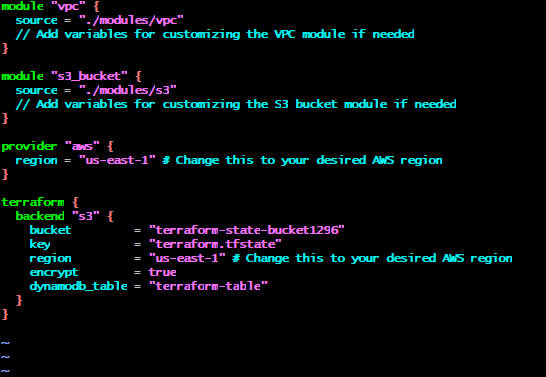 module "vpc" {
  source = "./modules/vpc"
  // Add variables for customizing the VPC module if needed
}

module "s3_bucket" {
  source = "./modules/s3"
  // Add variables for customizing the S3 bucket module if needed
}

provider "aws" {
  region = "us-east-1" # Change this to your desired AWS region
}

terraform {
  backend "s3" {
    bucket         = "terraform-state-bucket1296"
    key            = "terraform.tfstate"
    region         = "us-east-1" # Change this to your desired AWS region
    encrypt        = true
    dynamodb_table = "terraform-table"
  }
}

~
~
~